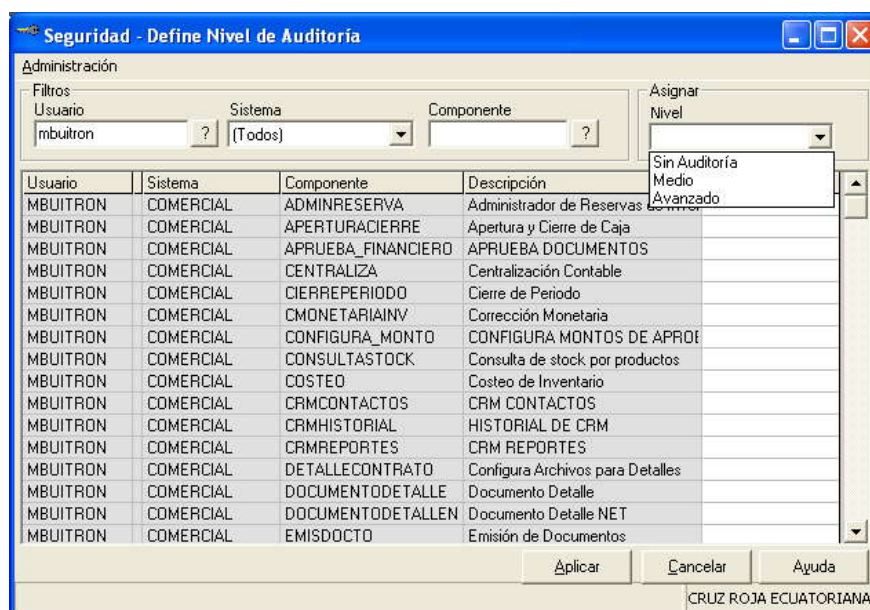 Seguridad - Define Nivel de Auditoría
Administración
Filtros
Asignar
Usuario Sistema Componente
Nivel
mbuitron ? (Todos) ?
Sin Auditoría
Medio
Avanzado
Usuario Sistema Componente Descripción
MBUITRON COMERCIAL ADMINRESERVA Administrador de Reservas
MBUITRON COMERCIAL APERTURACIERRE Apertura y Cierre de Caja
MBUITRON COMERCIAL APRUEBA_FINANCIERO APRUEBA DOCUMENTOS
MBUITRON COMERCIAL CENTRALIZA Centralización Contable
MBUITRON COMERCIAL CIERREPERIODO Cierre de Periodo
MBUITRON COMERCIAL CMONETARIAINV Corrección Monetaria
MBUITRON COMERCIAL CONFIGURA_MONTO CONFIGURA MONTOS DE APROB
MBUITRON COMERCIAL CONSULTASTOCK Consulta de stock por productos
MBUITRON COMERCIAL COSTEO Costeo de Inventario
MBUITRON COMERCIAL CRMCONTACTOS CRM CONTACTOS
MBUITRON COMERCIAL CRMHISTORIAL HISTORIAL DE CRM
MBUITRON COMERCIAL CRMREPORTES CRM REPORTES
MBUITRON COMERCIAL DETALLECONTRATO Configura Archivos para Detalles
MBUITRON COMERCIAL DOCUMENTODETALLE Documento Detalle
MBUITRON COMERCIAL DOCUMENTODETALLEN Documento Detalle NET
MBUITRON COMERCIAL EMISDOCTO Emisión de Documentos
Aplicar Cancelar Ayuda
CRUZ ROJA ECUATORIANA